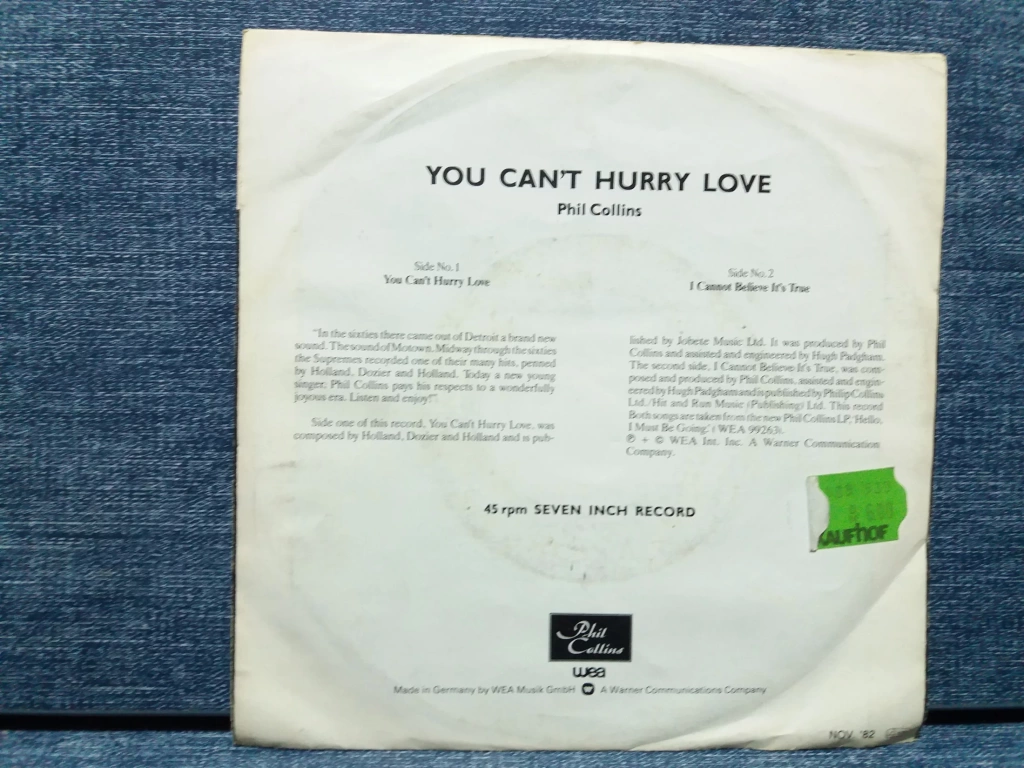 YOU CAN'T HURRY LOVE
Phil Collins
Side No. 1
You Can't Hurry Love
Side No. 2
I Cannot Believe It's True
"In the sixties there came out of Detroit a brand new
sound. The sound of Motown. Midway through the sixties
the Supremes recorded one of their many hits, penned
by Holland, Dozier and Holland. Today a new young
singer, Phil Collins pays his respects to a wonderfully
joyous era. Listen and enjoy!"
Side one of this record, You Can't Hurry Love, was
composed by Holland, Dozier and Holland and is pub-
lished by Jobete Music Ltd. It was produced by Phil
Collins and assisted and engineered by Hugh Padgham.
The second side, I Cannot Believe It's True, was com-
posed and produced by Phil Collins, assisted and engin-
eered by Hugh Padgham and is published by Philip Collins
Ltd./Hit and Run Music (Publishing) Ltd. This record
Both songs are taken from the new Phil Collins LP, 'Hello,
I Must Be Going.' (WEA 99263).
℗ + © WEA Int. Inc. A Warner Communication
Company.
45 rpm SEVEN INCH RECORD
KAUFhOF
Phil
Collins
wea
Made in Germany by WEA Musik GmbH A Warner Communications Company
NOV. '82